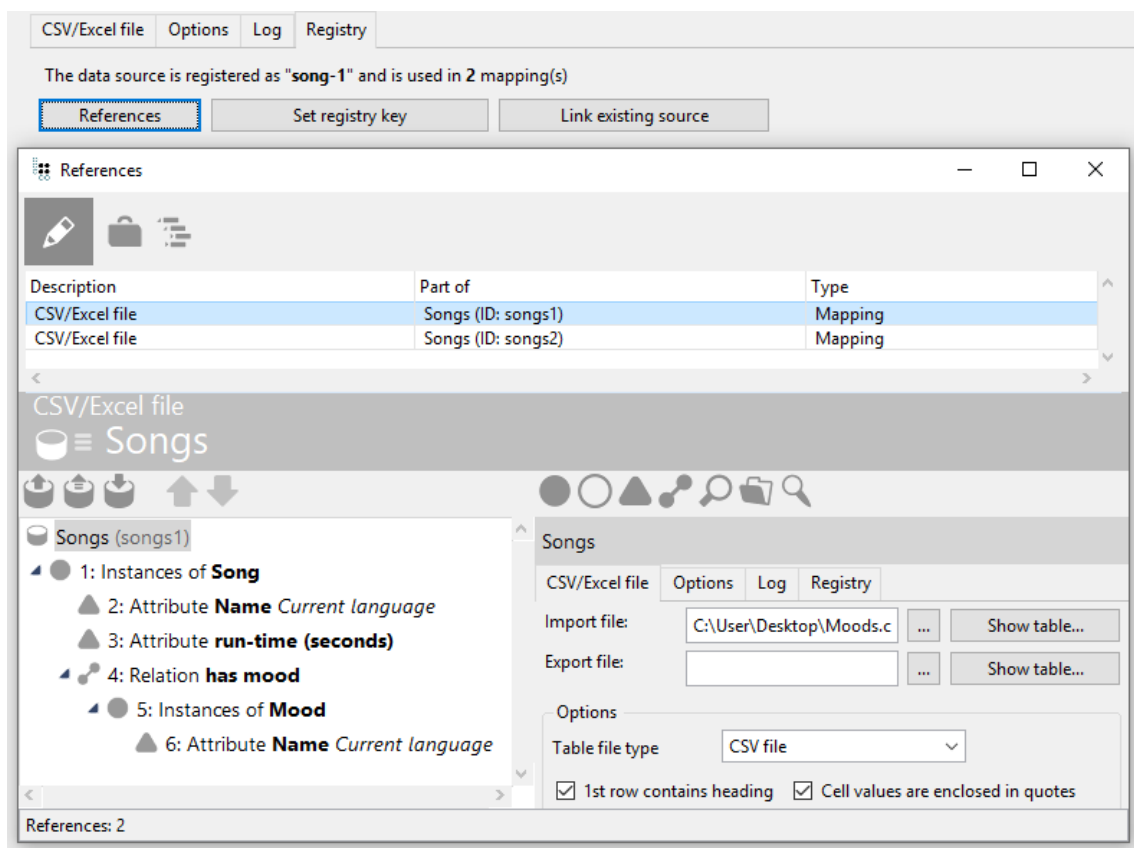 CSV/Excel file Options Log Registry
The data source is registered as "song-1" and is used in 2 mapping(s)
References Set registry key Link existing source
References
Description Part of Type
CSV/Excel file Songs (ID: songs1) Mapping
CSV/Excel file Songs (ID: songs2) Mapping
CSV/Excel file
Songs
Songs (songs1)
1: Instances of Song
2: Attribute Name Current language
3: Attribute run-time (seconds)
4: Relation has mood
5: Instances of Mood
6: Attribute Name Current language
Songs
CSV/Excel file Options Log Registry
Import file: C:\User\Desktop\Moods.c ... Show table...
Export file: ... Show table...
Options
Table file type CSV file
1st row contains heading Cell values are enclosed in quotes
References: 2